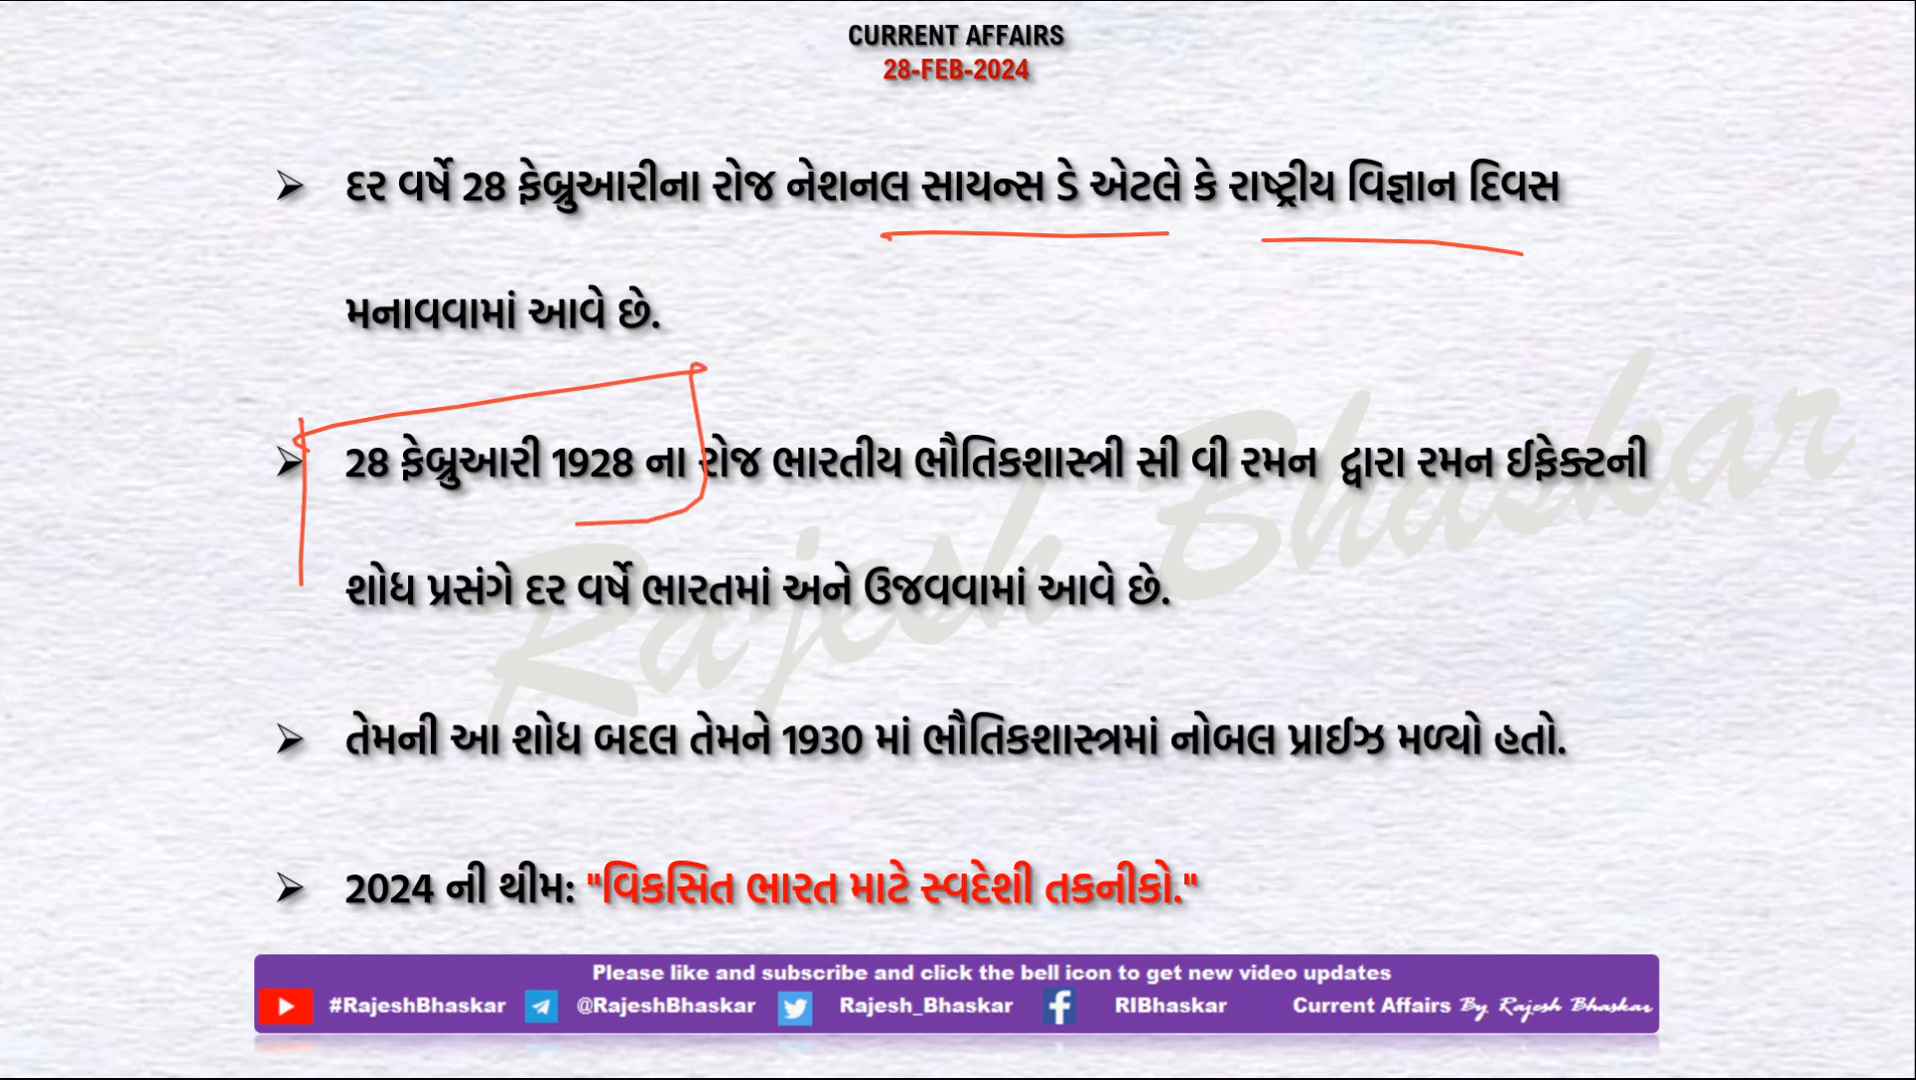 CURRENT AFFAIRS
28-FEB-2024
➢ દર વર્ષે 28 ફેબ્રુઆરીના રોજ નેશનલ સાયન્સ ડે એટલે કે રાષ્ટ્રીય વિજ્ઞાન દિવસ
મનાવવામાં આવે છે.
➢ 28 ફેબ્રુઆરી 1928 ના રોજ ભારતીય ભૌતિકશાસ્ત્રી સી વી રમન દ્વારા રમન ઈફેક્ટની
શોધ પ્રસંગે દર વર્ષે ભારતમાં અને ઉજવવામાં આવે છે.
➢ તેમની આ શોધ બદલ તેમને 1930 માં ભૌતિકશાસ્ત્રમાં નોબલ પ્રાઈઝ મળ્યો હતો.
➢ 2024 ની થીમ: "વિકસિત ભારત માટે સ્વદેશી તકનીકો."
Rajesh Bhaskar
Please like and subscribe and click the bell icon to get new video updates
#RajeshBhaskar @RajeshBhaskar Rajesh_Bhaskar RIBhaskar Current Affairs By Rajesh Bhaskar